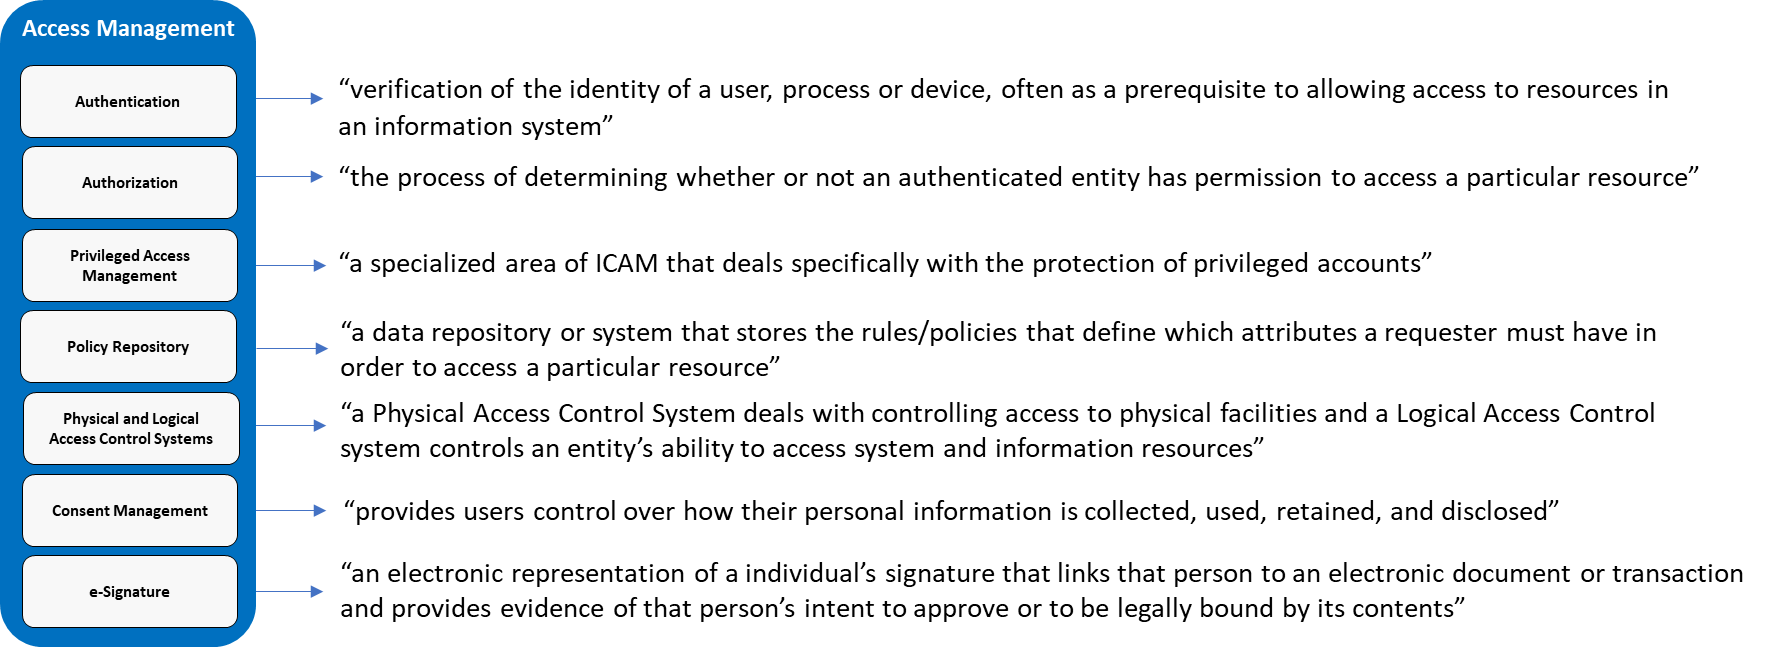 Access Management
Authentication
“verification of the identity of a user, process or device, often as a prerequisite to allowing access to resources in
an information system”
Authorization
“the process of determining whether or not an authenticated entity has permission to access a particular resource”
Privileged Access
Management
“a specialized area of ICAM that deals specifically with the protection of privileged accounts”
Policy Repository
“a data repository or system that stores the rules/policies that define which attributes a requester must have in
order to access a particular resource”
Physical and Logical
Access Control Systems
“a Physical Access Control System deals with controlling access to physical facilities and a Logical Access Control
system controls an entity’s ability to access system and information resources”
Consent Management
“provides users control over how their personal information is collected, used, retained, and disclosed”
e-Signature
“an electronic representation of a individual’s signature that links that person to an electronic document or transaction
and provides evidence of that person’s intent to approve or to be legally bound by its contents”